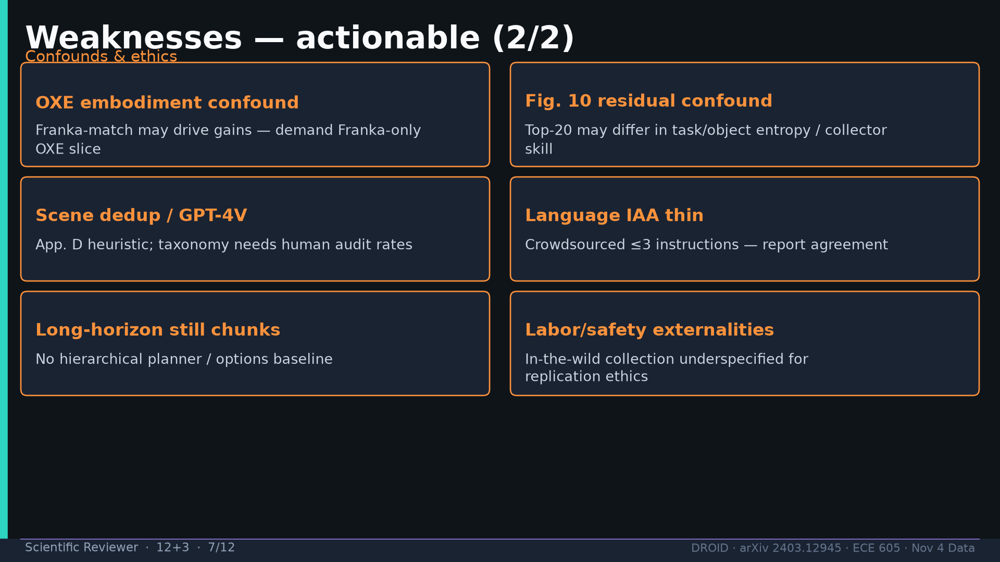 Weaknesses — actionable (2/2)
Confounds & ethics
OXE embodiment confound
Franka-match may drive gains — demand Franka-only
OXE slice
Fig. 10 residual confound
Top-20 may differ in task/object entropy / collector
skill
Scene dedup / GPT-4V
App. D heuristic; taxonomy needs human audit rates
Language IAA thin
Crowdsourced ≤3 instructions — report agreement
Long-horizon still chunks
No hierarchical planner / options baseline
Labor/safety externalities
In-the-wild collection underspecified for
replication ethics
Scientific Reviewer · 12+3 · 7/12
DROID · arXiv 2403.12945 · ECE 605 · Nov 4 Data